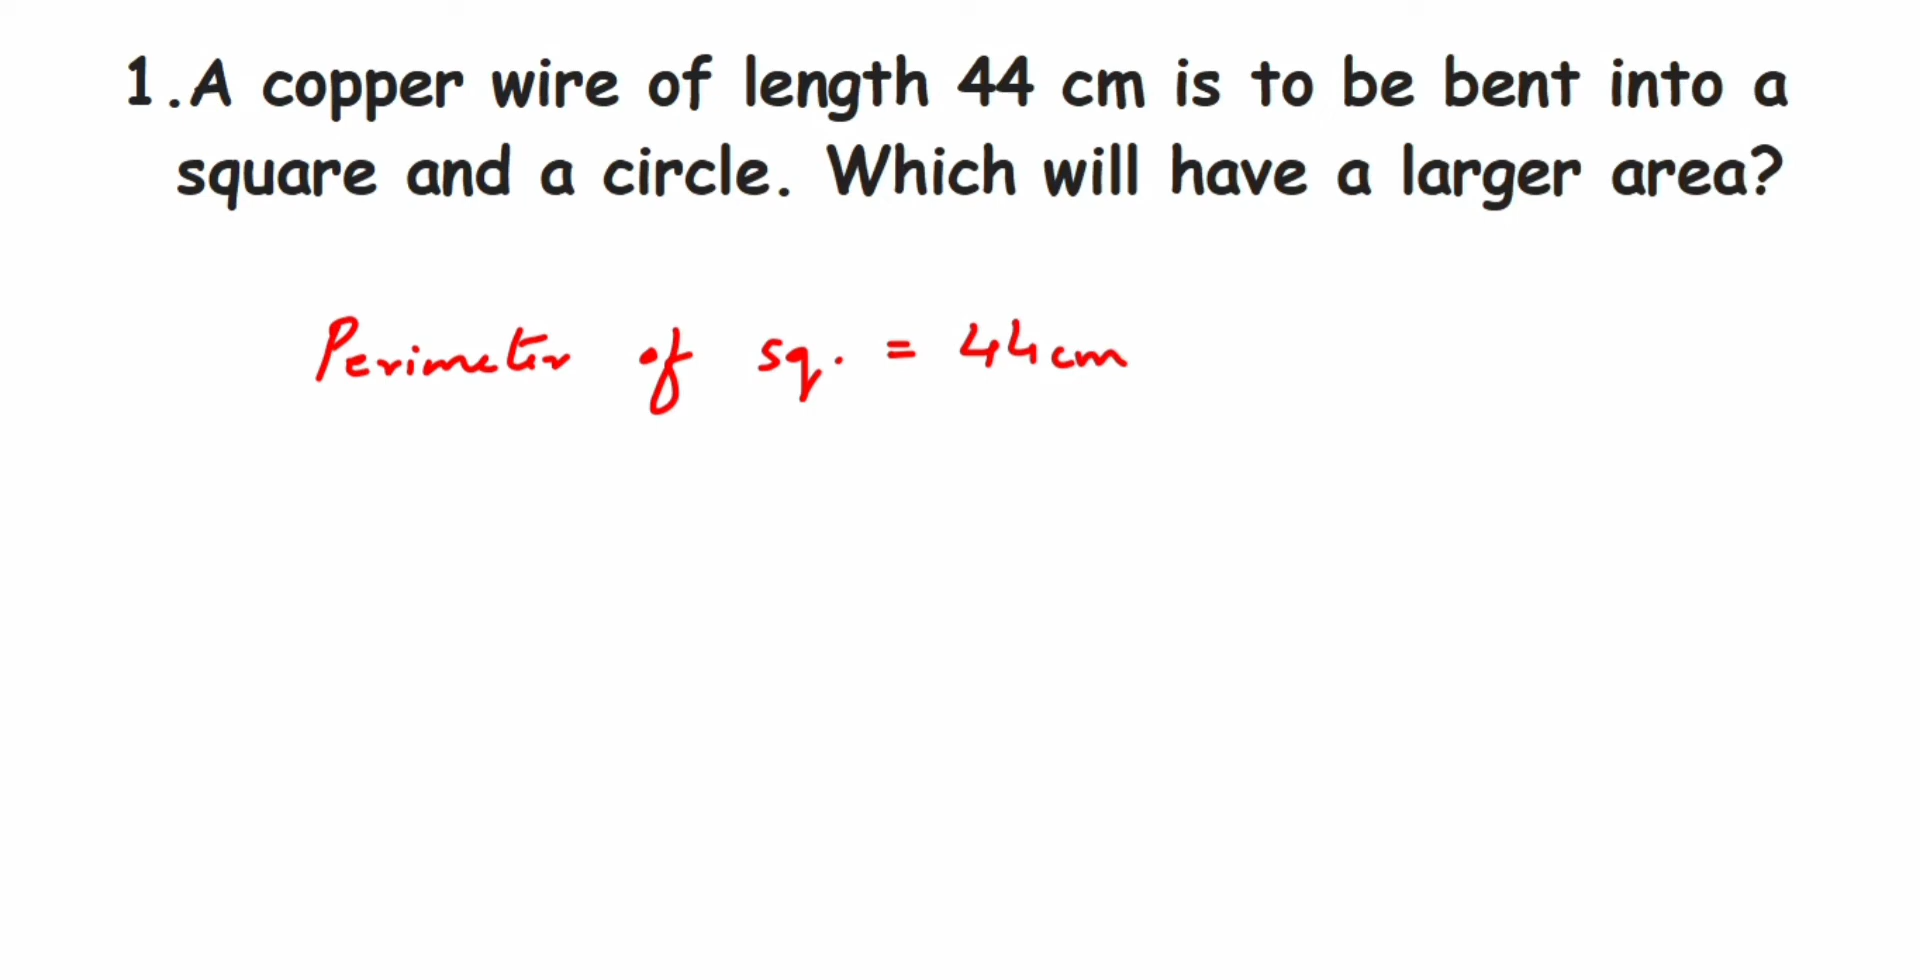 1.A copper wire of length 44 cm is to be bent into a
square and a circle. Which will have a larger area?
Perimeter of sq. = 44cm